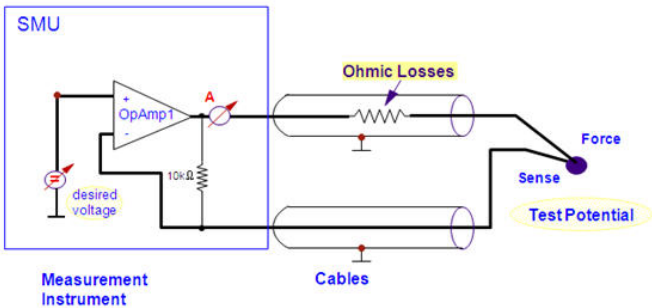 SMU
Ohmic Losses
+
OpAmp1
-
A
Force
10kΩ
Sense
=
desired
voltage
Test Potential
Measurement
Instrument
Cables